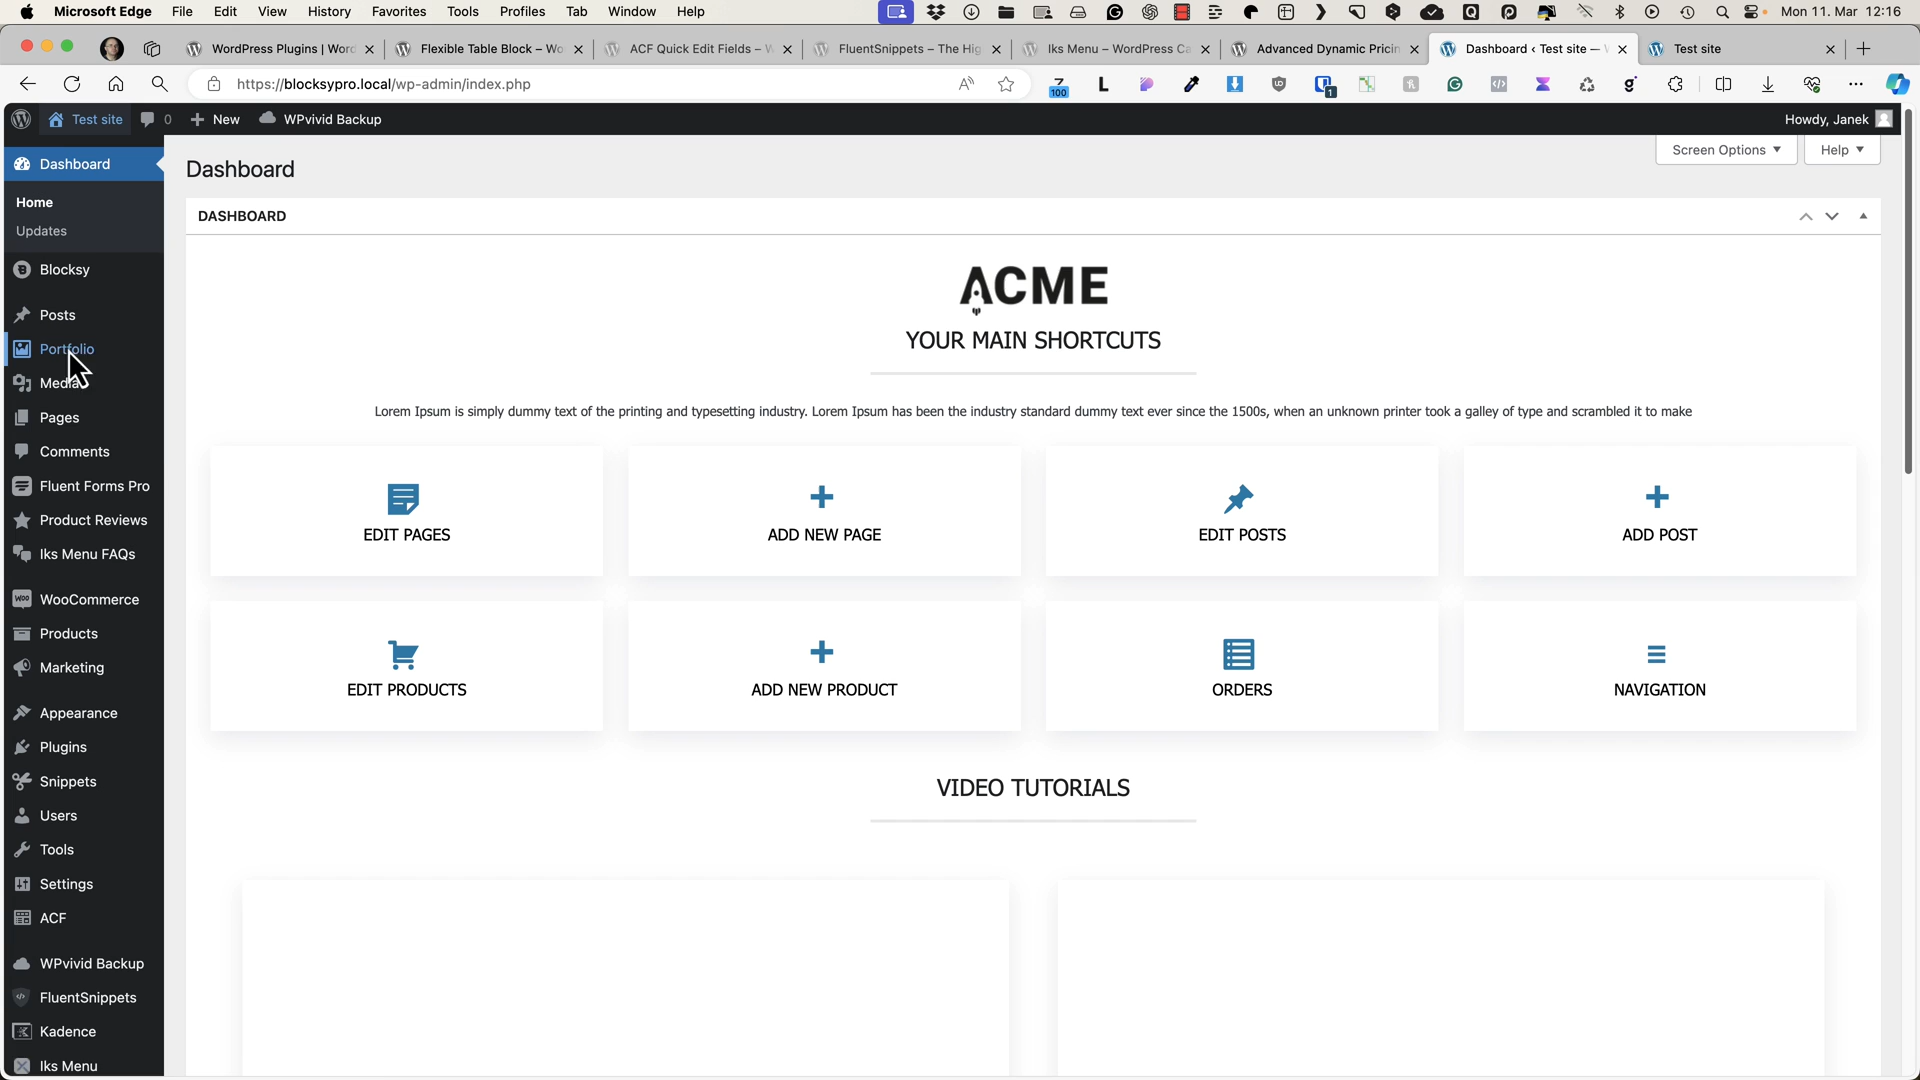 Microsoft Edge File Edit View History Favorites Tools Profiles Tab Window Help Mon 11. Mar 12:16
WordPress Plugins | Word
Flexible Table Block – Wo
ACF Quick Edit Fields – W
FluentSnippets – The Hig
Iks Menu – WordPress Ca
Advanced Dynamic Pricin
Dashboard ‹ Test site —
Test site
https://blocksypro.local/wp-admin/index.php
100
1
Test site 0 New WPvivid Backup Howdy, Janek
Screen Options Help
Dashboard
Home
Updates
Blocksy
Posts
Portfolio
Media
Pages
Comments
Fluent Forms Pro
Product Reviews
Iks Menu FAQs
WooCommerce
Products
Marketing
Appearance
Plugins
Snippets
Users
Tools
Settings
ACF
WPvivid Backup
FluentSnippets
Kadence
Iks Menu
Dashboard
DASHBOARD
ACME
YOUR MAIN SHORTCUTS
Lorem Ipsum is simply dummy text of the printing and typesetting industry. Lorem Ipsum has been the industry standard dummy text ever since the 1500s, when an unknown printer took a galley of type and scrambled it to make
EDIT PAGES
ADD NEW PAGE
EDIT POSTS
ADD POST
EDIT PRODUCTS
ADD NEW PRODUCT
ORDERS
NAVIGATION
VIDEO TUTORIALS